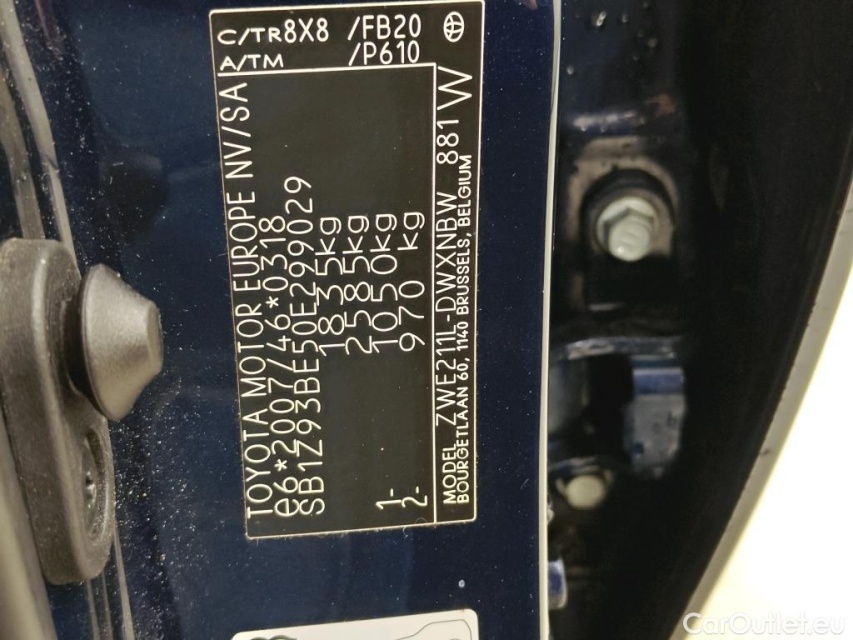 C/TR 8X8 /FB20
A/TM /P610
TOYOTA MOTOR EUROPE NV/SA
e6*2007/46*0318
SB1Z93BE50E299029
1835kg
2585kg
1- 1050kg
2- 970 kg
MODEL ZWE211L-DWXNBW 881W
BOURGETLAAN 60, 1140 BRUSSELS, BELGIUM
CarOutlet.eu